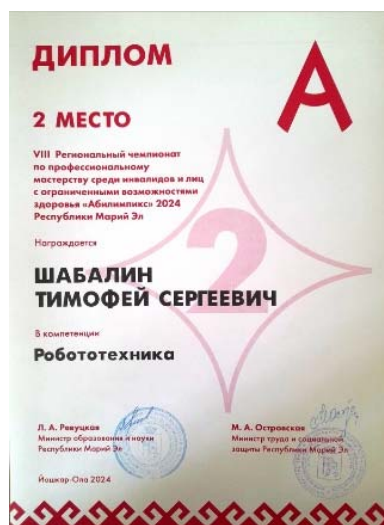 ДИПЛОМ
2 МЕСТО
VIII Региональный чемпионат
по профессиональному
мастерству среди инвалидов и лиц
с ограниченными возможностями
здоровья «Абилимпикс» 2024
Республики Марий Эл
Награждается
2
ШАБАЛИН
ТИМОФЕЙ СЕРГЕЕВИЧ
В компетенции
Робототехника
Л. А. Ревуцкая
Министр образования и науки
Республики Марий Эл
М. А. Островская
Министр труда и социальной
защиты Республики Марий Эл
Йошкар-Ола 2024